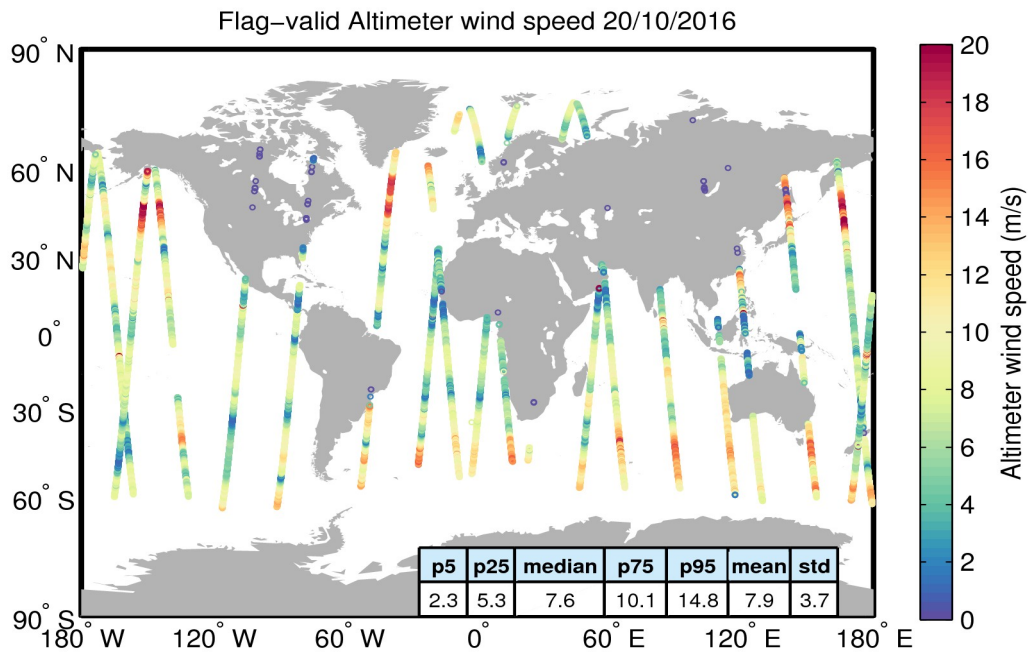 Flag−valid Altimeter wind speed 20/10/2016
90° N
60° N
30° N
0°
30° S
60° S
90° S
180° W
120° W
60° W
0°
60° E
120° E
180° E
p5 p25 median p75 p95 mean std
2.3 5.3 7.6 10.1 14.8 7.9 3.7
20
18
16
14
12
10
8
6
4
2
0
Altimeter wind speed (m/s)